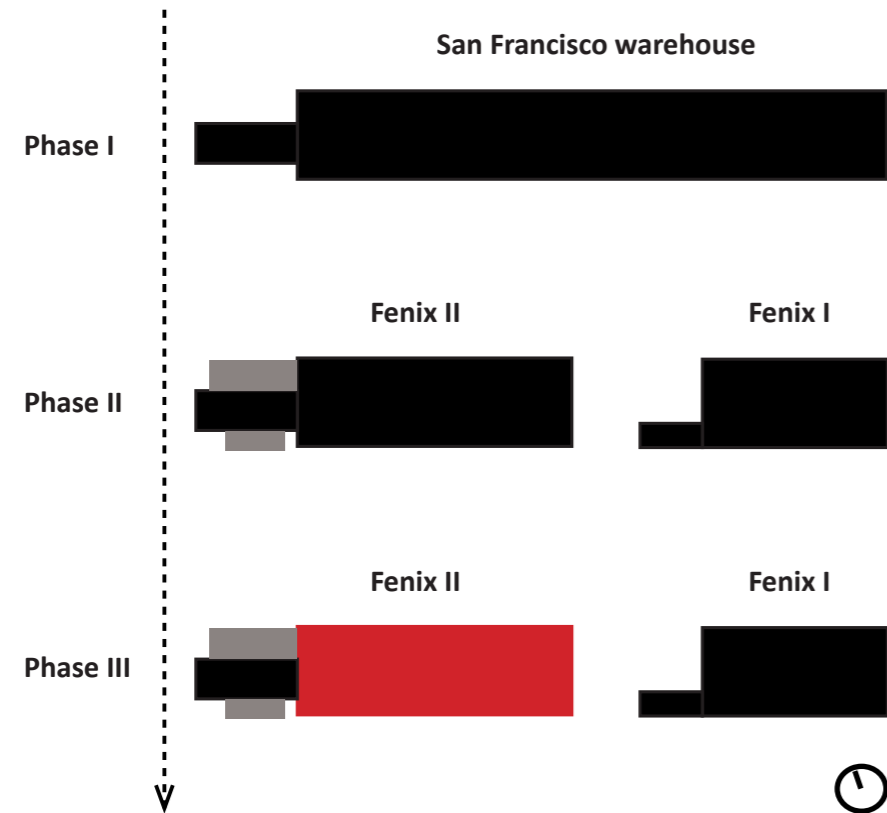 San Francisco warehouse
Phase I
Fenix II
Fenix I
Phase II
Fenix II
Fenix I
Phase III